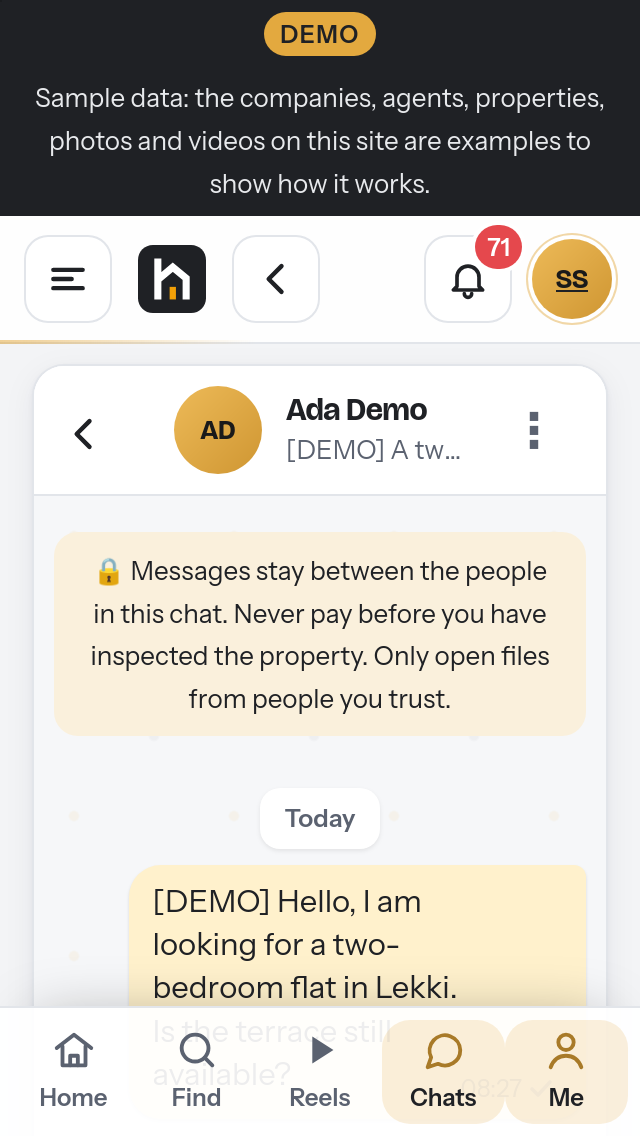 DEMO
Sample data: the companies, agents, properties,
photos and videos on this site are examples to
show how it works.
71
SS
AD
Ada Demo
[DEMO] A tw...
🔒 Messages stay between the people
in this chat. Never pay before you have
inspected the property. Only open files
from people you trust.
Today
[DEMO] Hello, I am
looking for a two-
bedroom flat in Lekki.
Is the terrace still
available?
08:27
Home
Find
Reels
Chats
Me